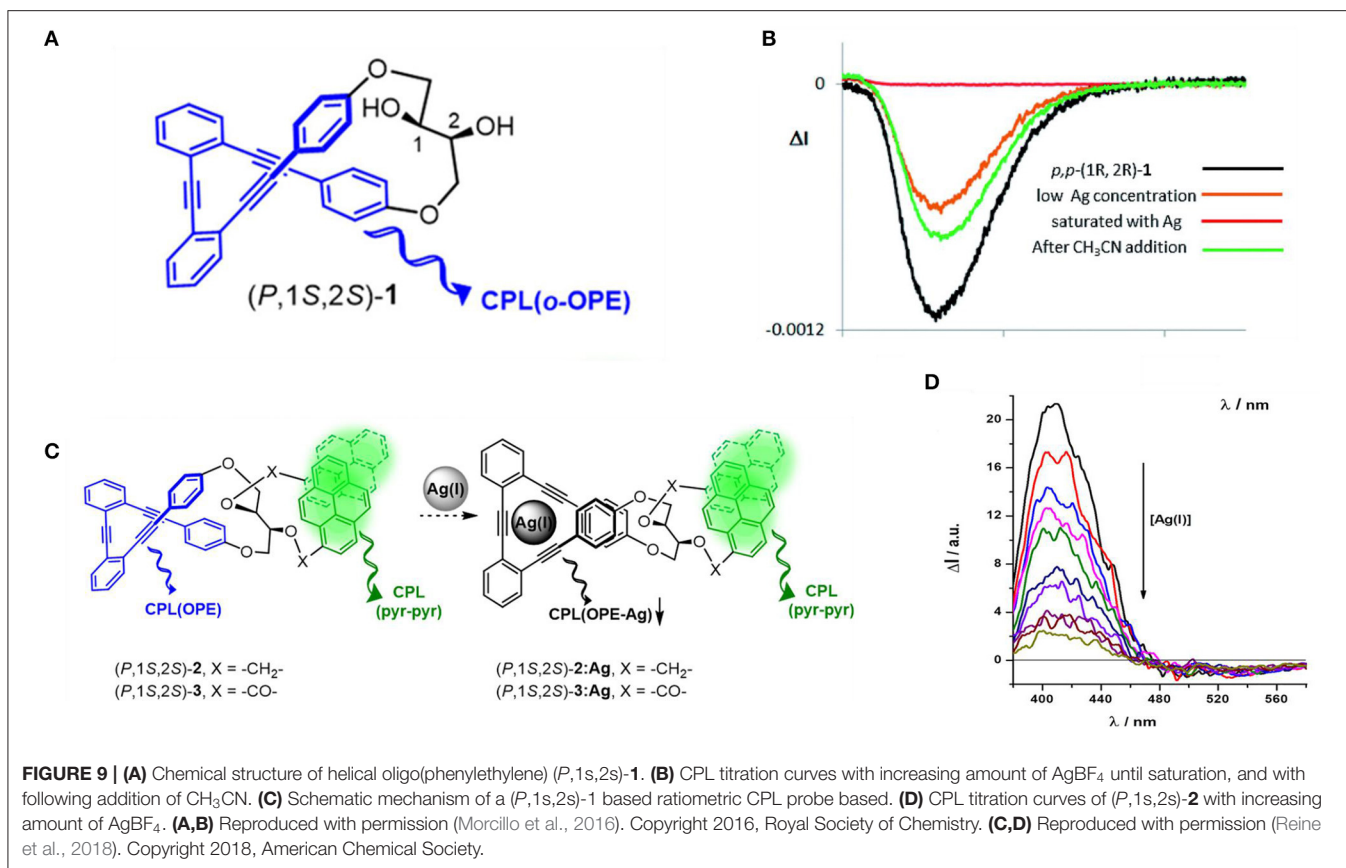 A
O
HO
2
OH
1
O
(P,1S,2S)-1
CPL(o-OPE)
B
0
ΔI
p,p-(1R, 2R)-1
low Ag concentration
saturated with Ag
After CH₃CN addition
-0.0012
C
O
X
O
O
O
X
CPL(OPE)
CPL
(pyr-pyr)
(P,1S,2S)-2, X = -CH₂-
(P,1S,2S)-3, X = -CO-
Ag(I)
Ag(I)
O
X
O
O
O
X
CPL(OPE-Ag)↓
CPL
(pyr-pyr)
(P,1S,2S)-2:Ag, X = -CH₂-
(P,1S,2S)-3:Ag, X = -CO-
D
λ / nm
20
16
12
8
4
0
ΔI / a.u.
[Ag(I)]
400 440 480 520 560
λ / nm
FIGURE 9 | (A) Chemical structure of helical oligo(phenylethylene) (P,1s,2s)-1. (B) CPL titration curves with increasing amount of AgBF₄ until saturation, and with
following addition of CH₃CN. (C) Schematic mechanism of a (P,1s,2s)-1 based ratiometric CPL probe based. (D) CPL titration curves of (P,1s,2s)-2 with increasing
amount of AgBF₄. (A,B) Reproduced with permission (Morcillo et al., 2016). Copyright 2016, Royal Society of Chemistry. (C,D) Reproduced with permission (Reine
et al., 2018). Copyright 2018, American Chemical Society.